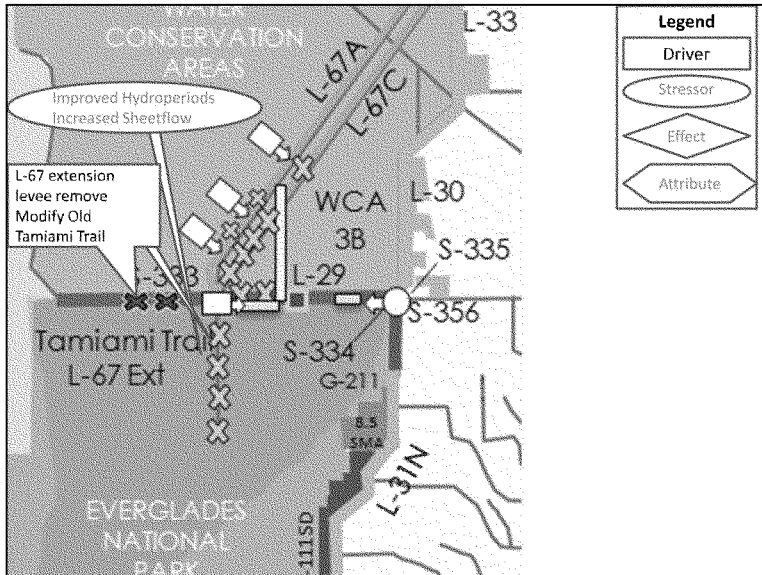 WATER
CONSERVATION
AREAS
L-33
L-67A
L-67C
Improved Hydroperiods
Increased Sheetflow
L-67 extension
levee remove
Modify Old
Tamiami Trail
WCA
3B
L-30
S-335
S-333
L-29
S-356
Tamiami Trail
L-67 Ext
S-334
G-211
8.5
SMA
L-31N
EVERGLADES
NATIONAL
PARK
-111SD
Legend
Driver
Stressor
Effect
Attribute